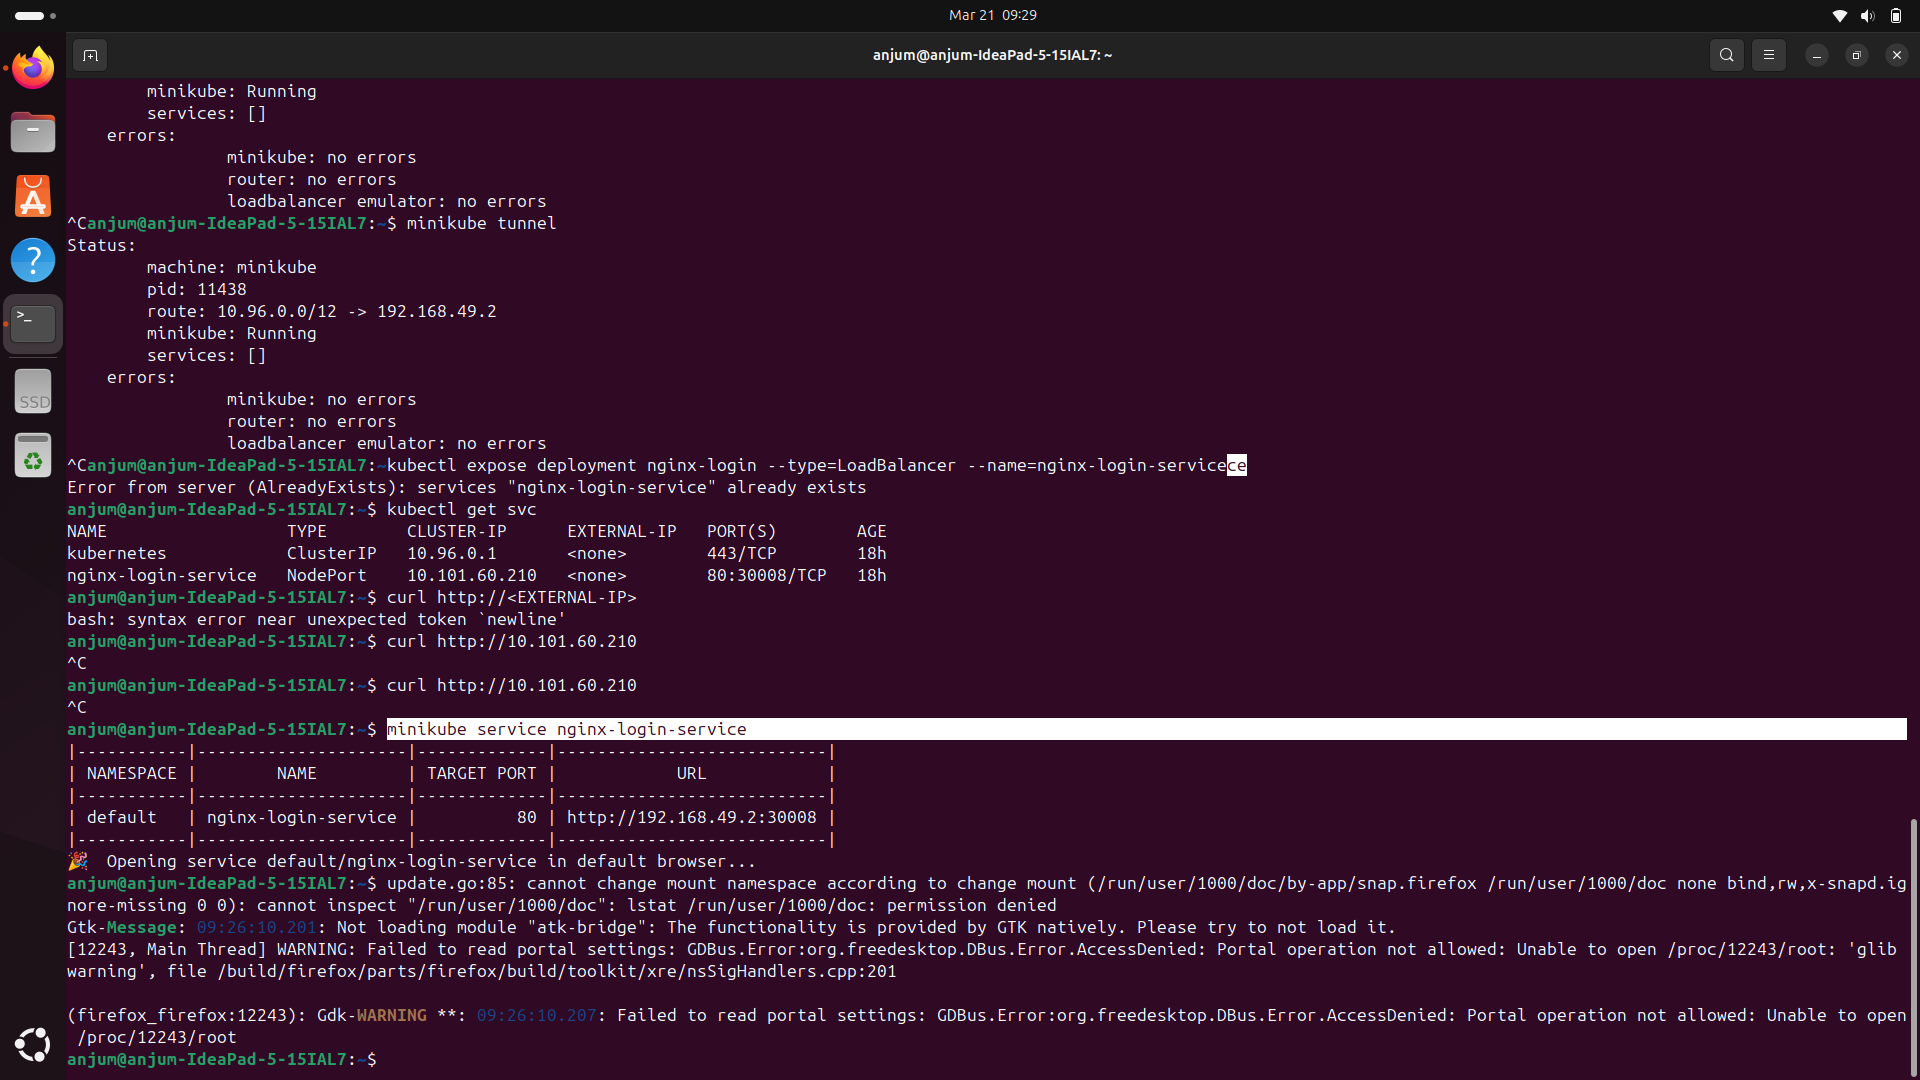 Mar 21 09:29
anjum@anjum-IdeaPad-5-15IAL7: ~
minikube: Running
services: []
errors:
minikube: no errors
router: no errors
loadbalancer emulator: no errors
^Canjum@anjum-IdeaPad-5-15IAL7:~$ minikube tunnel
Status:
machine: minikube
pid: 11438
route: 10.96.0.0/12 -> 192.168.49.2
minikube: Running
services: []
errors:
minikube: no errors
router: no errors
loadbalancer emulator: no errors
^Canjum@anjum-IdeaPad-5-15IAL7:~kubectl expose deployment nginx-login --type=LoadBalancer --name=nginx-login-servicece
Error from server (AlreadyExists): services "nginx-login-service" already exists
anjum@anjum-IdeaPad-5-15IAL7:~$ kubectl get svc
NAME TYPE CLUSTER-IP EXTERNAL-IP PORT(S) AGE
kubernetes ClusterIP 10.96.0.1 <none> 443/TCP 18h
nginx-login-service NodePort 10.101.60.210 <none> 80:30008/TCP 18h
anjum@anjum-IdeaPad-5-15IAL7:~$ curl http://<EXTERNAL-IP>
bash: syntax error near unexpected token `newline'
anjum@anjum-IdeaPad-5-15IAL7:~$ curl http://10.101.60.210
^C
anjum@anjum-IdeaPad-5-15IAL7:~$ curl http://10.101.60.210
^C
anjum@anjum-IdeaPad-5-15IAL7:~$ minikube service nginx-login-service
|-----------|---------------------|-------------|---------------------------|
| NAMESPACE | NAME | TARGET PORT | URL |
|-----------|---------------------|-------------|---------------------------|
| default | nginx-login-service | 80 | http://192.168.49.2:30008 |
|-----------|---------------------|-------------|---------------------------|
🎉 Opening service default/nginx-login-service in default browser...
anjum@anjum-IdeaPad-5-15IAL7:~$ update.go:85: cannot change mount namespace according to change mount (/run/user/1000/doc/by-app/snap.firefox /run/user/1000/doc none bind,rw,x-snapd.ig
nore-missing 0 0): cannot inspect "/run/user/1000/doc": lstat /run/user/1000/doc: permission denied
Gtk-Message: 09:26:10.201: Not loading module "atk-bridge": The functionality is provided by GTK natively. Please try to not load it.
[12243, Main Thread] WARNING: Failed to read portal settings: GDBus.Error:org.freedesktop.DBus.Error.AccessDenied: Portal operation not allowed: Unable to open /proc/12243/root: 'glib
warning', file /build/firefox/parts/firefox/build/toolkit/xre/nsSigHandlers.cpp:201
(firefox_firefox:12243): Gdk-WARNING **: 09:26:10.207: Failed to read portal settings: GDBus.Error:org.freedesktop.DBus.Error.AccessDenied: Portal operation not allowed: Unable to open
/proc/12243/root
anjum@anjum-IdeaPad-5-15IAL7:~$
SSD